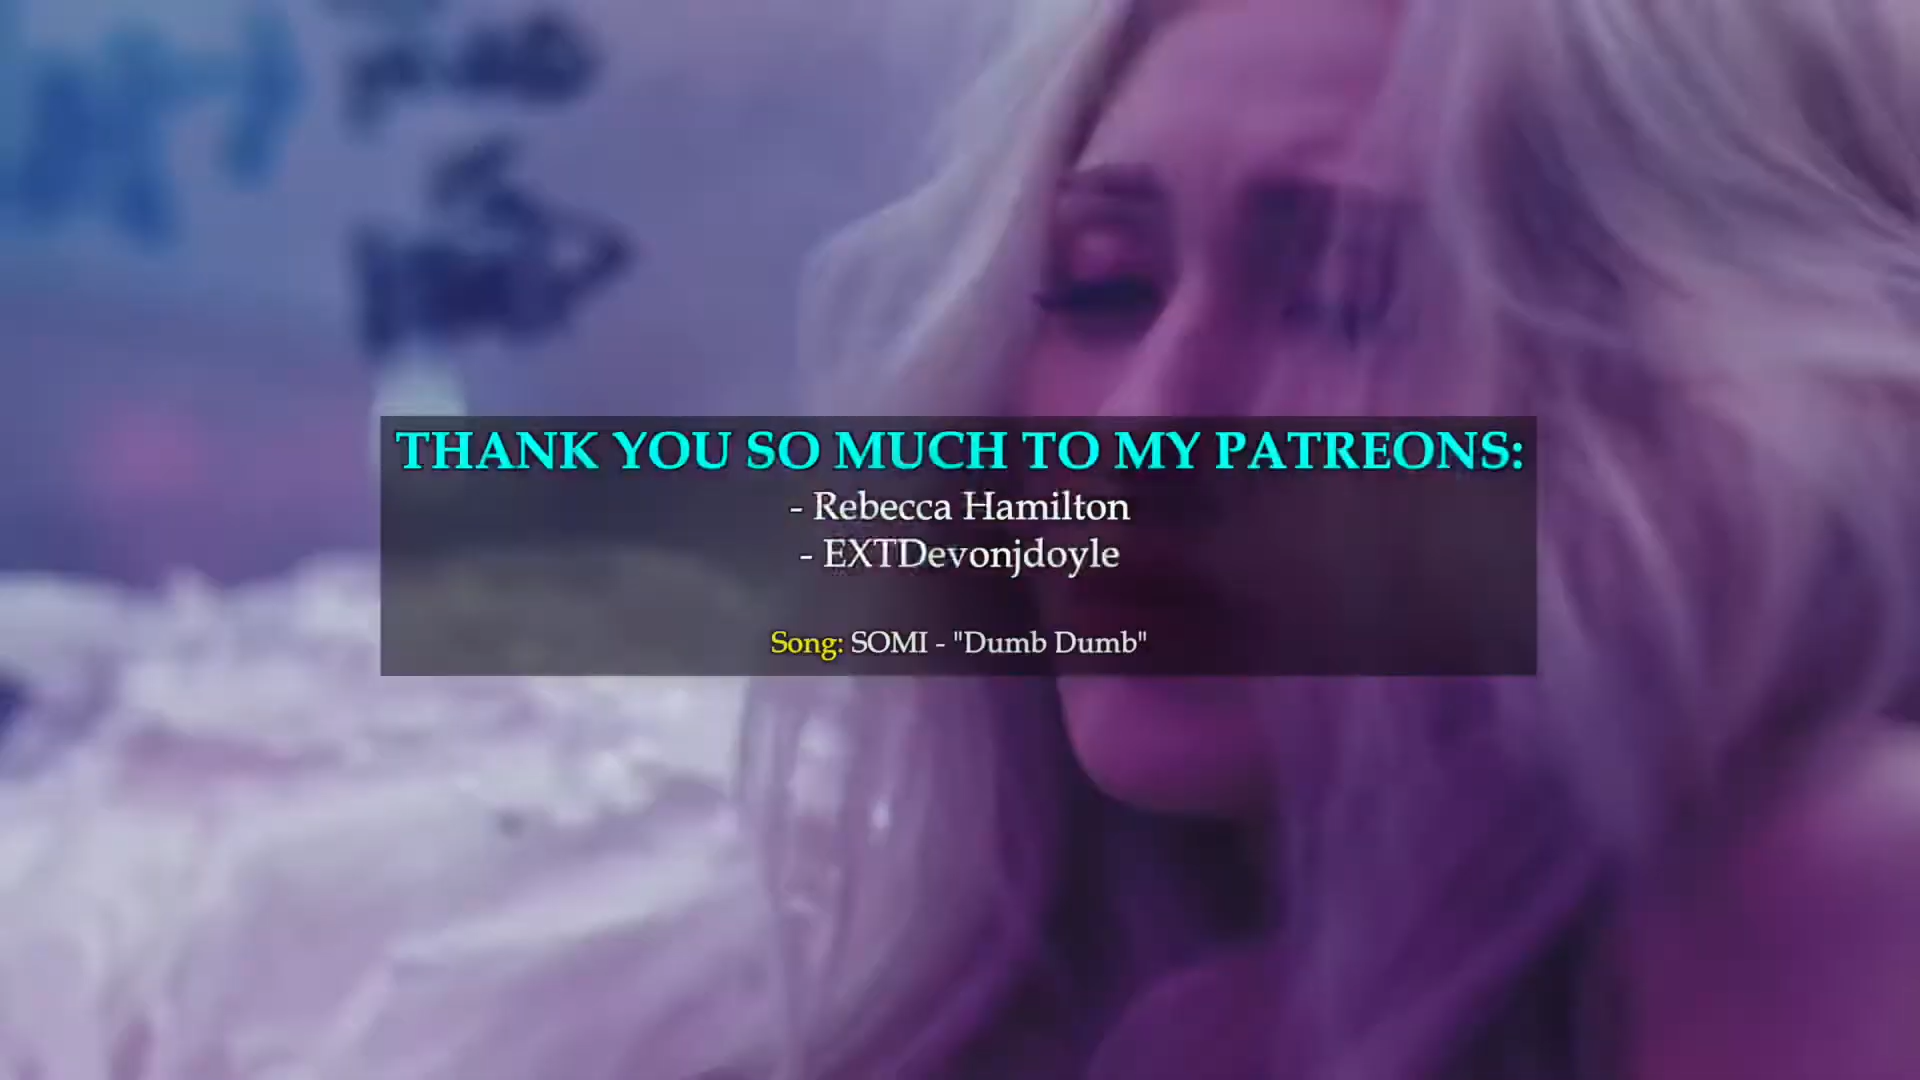 THANK YOU SO MUCH TO MY PATREONS:
- Rebecca Hamilton
- EXTDevonjdoyle
Song: SOMI - "Dumb Dumb"